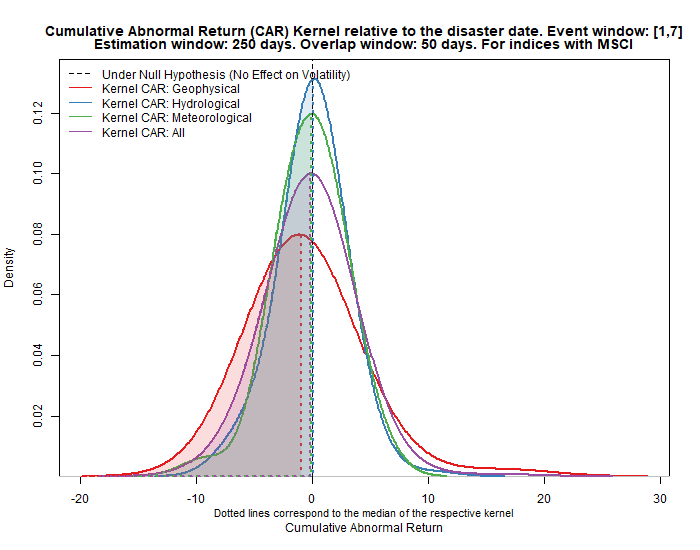 Cumulative Abnormal Return (CAR) Kernel relative to the disaster date. Event window: [1,7]
Estimation window: 250 days. Overlap window: 50 days. For indices with MSCI
Under Null Hypothesis (No Effect on Volatility)
Kernel CAR: Geophysical
Kernel CAR: Hydrological
Kernel CAR: Meteorological
Kernel CAR: All
Density
0.12
0.10
0.08
0.06
0.04
0.02
-20 -10 0 10 20 30
Dotted lines correspond to the median of the respective kernel
Cumulative Abnormal Return